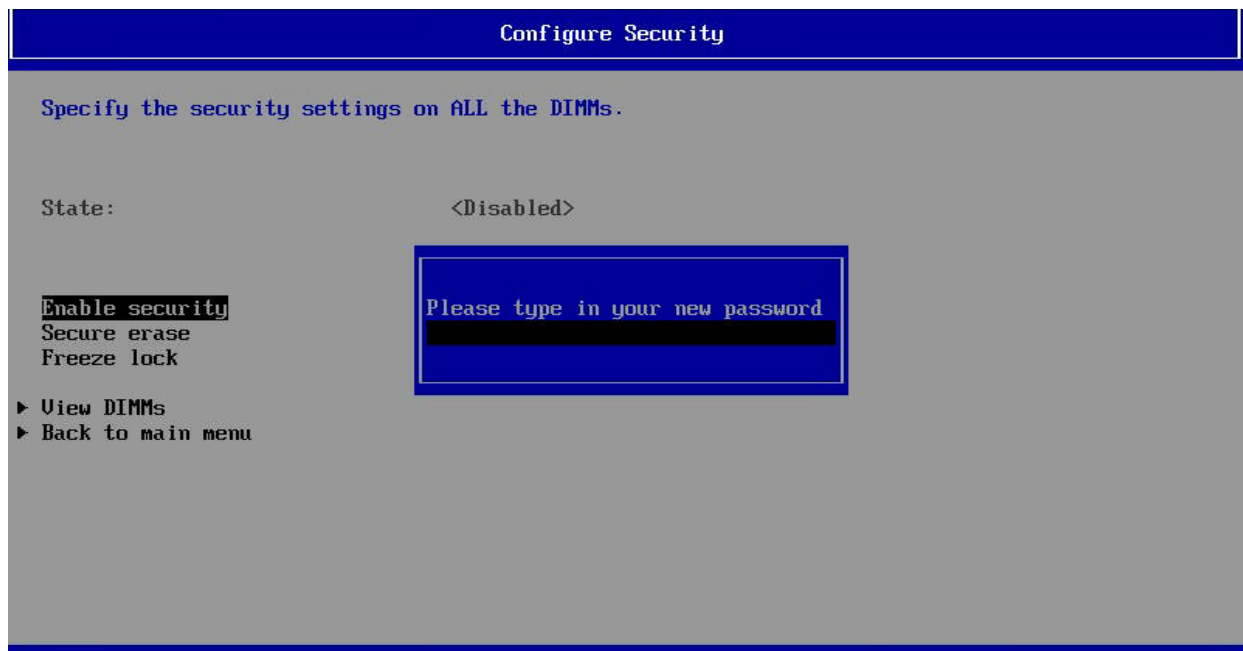 Configure Security
Specify the security settings on ALL the DIMMs.
State: <Disabled>
Please type in your new password
Enable security
Secure erase
Freeze lock
View DIMMs
Back to main menu